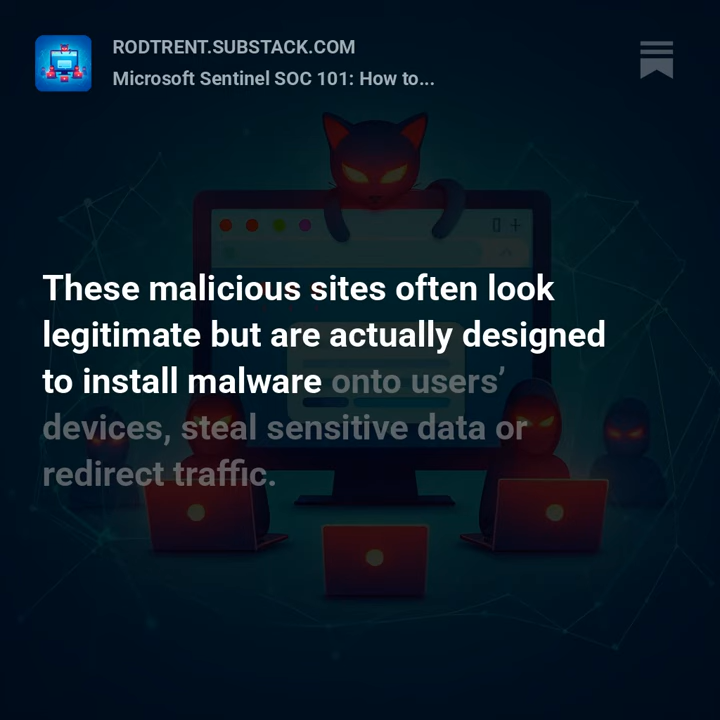 RODTRENT.SUBSTACK.COM
Microsoft Sentinel SOC 101: How to...
These malicious sites often look
legitimate but are actually designed
to install malware onto users’
devices, steal sensitive data or
redirect traffic.